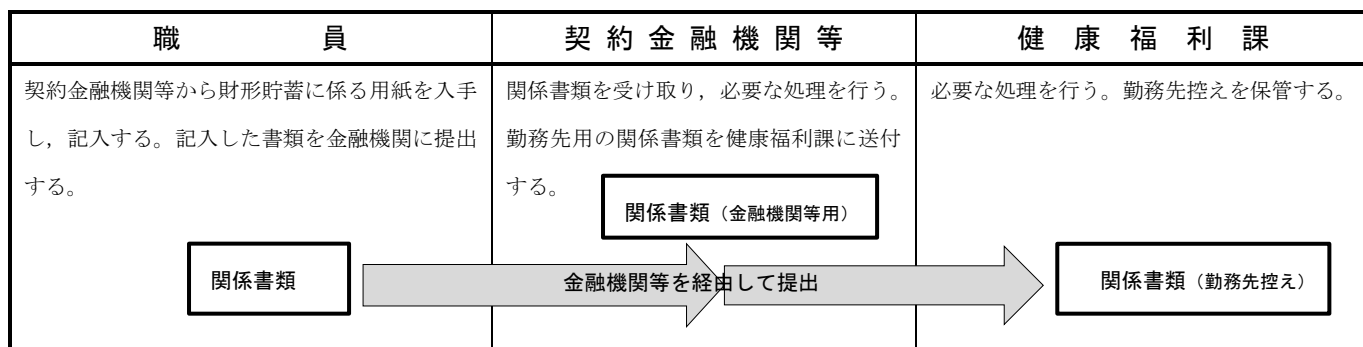 職員
契約金融機関等
健康福利課
契約金融機関等から財形貯蓄に係る用紙を入手
し，記入する。記入した書類を金融機関に提出
する。
関係書類を受け取り，必要な処理を行う。
勤務先用の関係書類を健康福利課に送付
する。
必要な処理を行う。勤務先控えを保管する。
関係書類（金融機関等用）
関係書類
金融機関等を経由して提出
関係書類（勤務先控え）